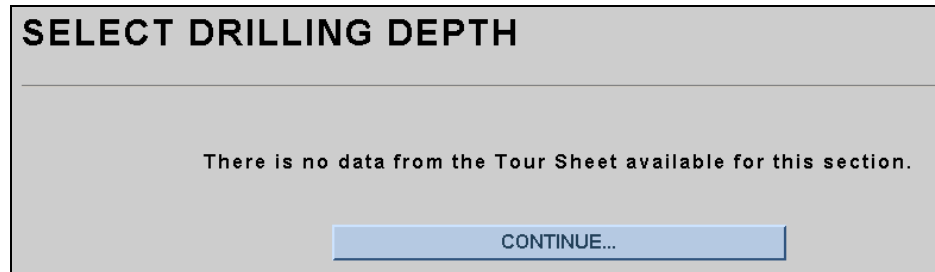 SELECT DRILLING DEPTH
There is no data from the Tour Sheet available for this section.
CONTINUE...